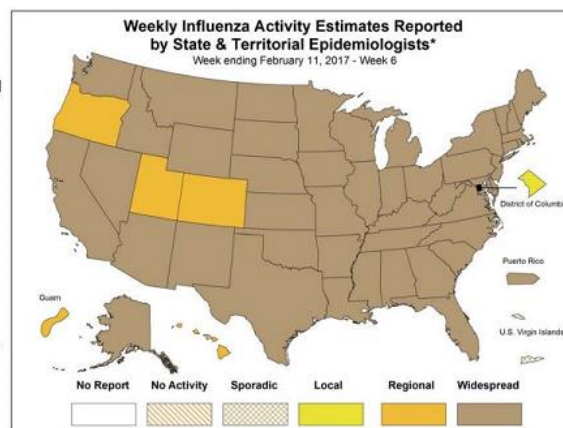 Weekly Influenza Activity Estimates Reported
by State & Territorial Epidemiologists*
Week ending February 11, 2017 - Week 6
District of Columbia
Puerto Rico
Guam
U.S. Virgin Islands
No Report No Activity Sporadic Local Regional Widespread